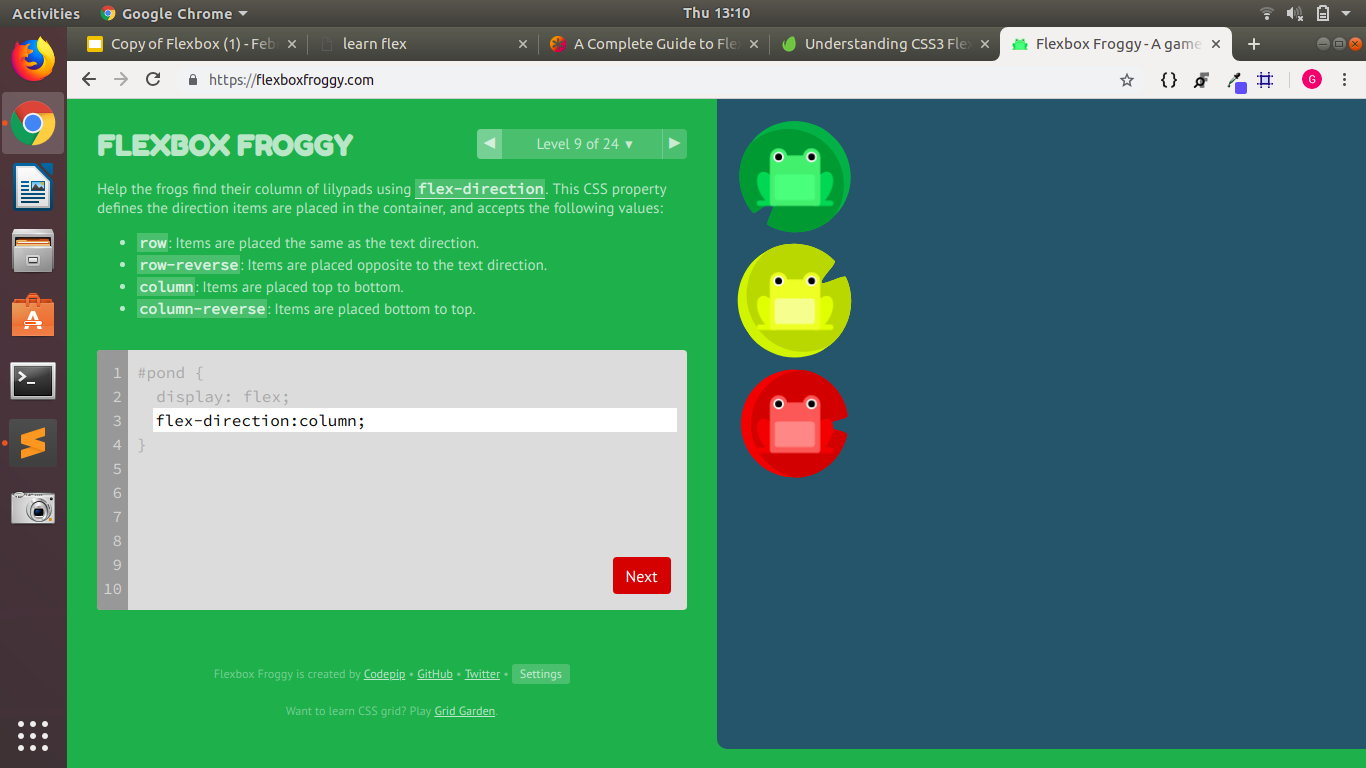 Activities Google Chrome Thu 13:10
Copy of Flexbox (1) - Feb learn flex A Complete Guide to Fle Understanding CSS3 Fle Flexbox Froggy - A game
https://flexboxfroggy.com G
FLEXBOX FROGGY
Level 9 of 24
Help the frogs find their column of lilypads using flex-direction. This CSS property
defines the direction items are placed in the container, and accepts the following values:
• row: Items are placed the same as the text direction.
• row-reverse: Items are placed opposite to the text direction.
• column: Items are placed top to bottom.
• column-reverse: Items are placed bottom to top.
1 #pond {
2 display: flex;
3 flex-direction:column;
4 }
5
6
7
8
9
10
Next
Flexbox Froggy is created by Codepip • GitHub • Twitter • Settings
Want to learn CSS grid? Play Grid Garden.